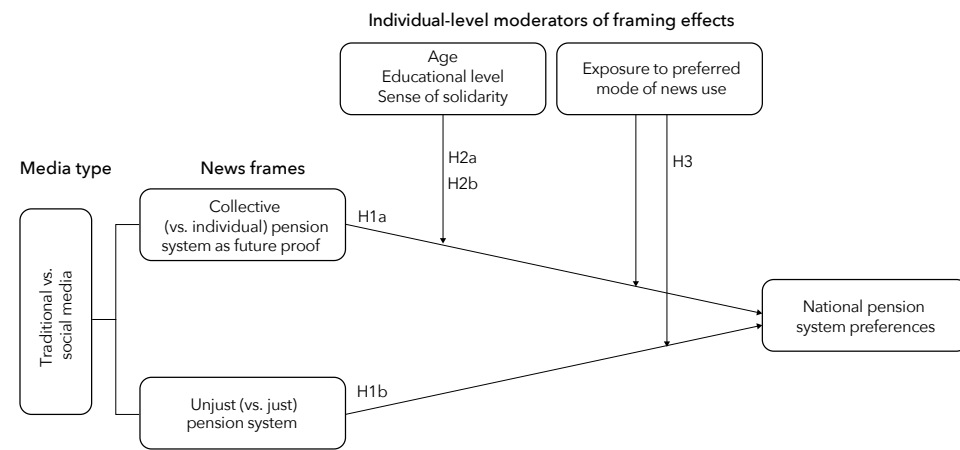 Individual-level moderators of framing effects
Age
Educational level
Sense of solidarity
Exposure to preferred
mode of news use
H2a
H2b
H3
Media type
News frames
Traditional vs.
social media
Collective
(vs. individual) pension
system as future proof
H1a
National pension
system preferences
Unjust (vs. just)
pension system
H1b